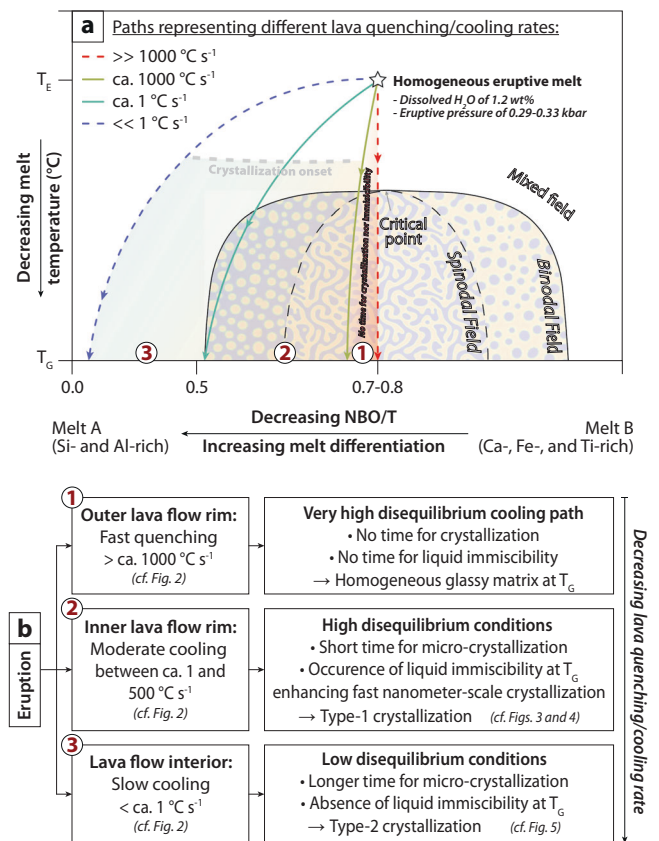 a Paths representing different lava quenching/cooling rates:
>> 1000 °C s⁻¹
ca. 1000 °C s⁻¹
ca. 1 °C s⁻¹
<< 1 °C s⁻¹
T_E
Homogeneous eruptive melt
- Dissolved H₂O of 1.2 wt%
- Eruptive pressure of 0.29-0.33 kbar
Decreasing melt
temperature (°C)
Crystallization onset
No time for crystallization nor immiscibility
Critical
point
Mixed field
Spinodal Field
Binodal Field
T_G
3
2
1
0.0
0.5
0.7-0.8
Decreasing NBO/T
Increasing melt differentiation
Melt A
(Si- and Al-rich)
Melt B
(Ca-, Fe-, and Ti-rich)
b
Eruption
1
Outer lava flow rim:
Fast quenching
> ca. 1000 °C s⁻¹
(cf. Fig. 2)
Very high disequilibrium cooling path
• No time for crystallization
• No time for liquid immiscibility
→ Homogeneous glassy matrix at T_G
2
Inner lava flow rim:
Moderate cooling
between ca. 1 and
500 °C s⁻¹
(cf. Fig. 2)
High disequilibrium conditions
• Short time for micro-crystallization
• Occurence of liquid immiscibility at T_G
enhancing fast nanometer-scale crystallization
→ Type-1 crystallization (cf. Figs. 3 and 4)
3
Lava flow interior:
Slow cooling
< ca. 1 °C s⁻¹
(cf. Fig. 2)
Low disequilibrium conditions
• Longer time for micro-crystallization
• Absence of liquid immiscibility at T_G
→ Type-2 crystallization (cf. Fig. 5)
Decreasing lava quenching/cooling rate